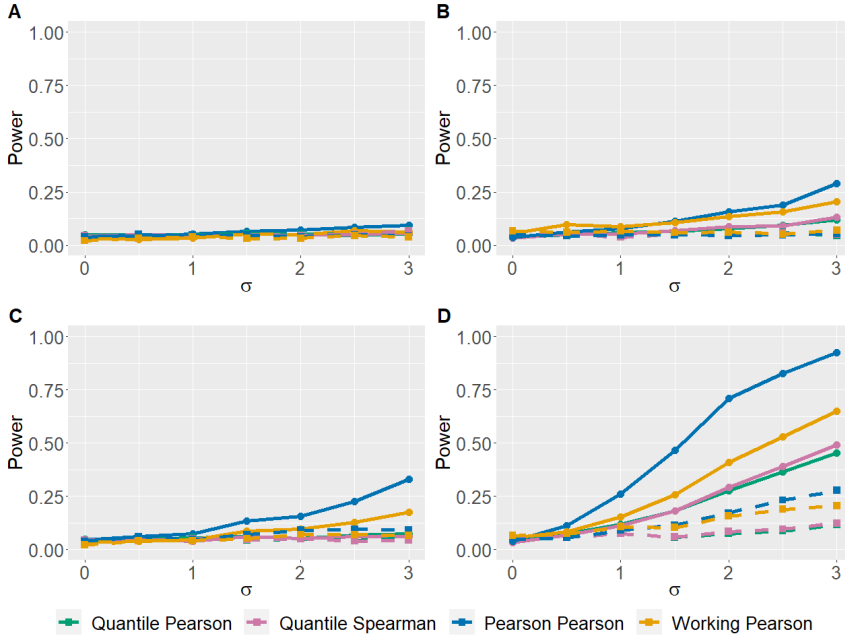 A
B
1.00
0.75
0.50
0.25
0.00
Power
0
1
2
3
σ
1.00
0.75
0.50
0.25
0.00
Power
0
1
2
3
σ
C
D
1.00
0.75
0.50
0.25
0.00
Power
0
1
2
3
σ
1.00
0.75
0.50
0.25
0.00
Power
0
1
2
3
σ
Quantile Pearson
Quantile Spearman
Pearson Pearson
Working Pearson